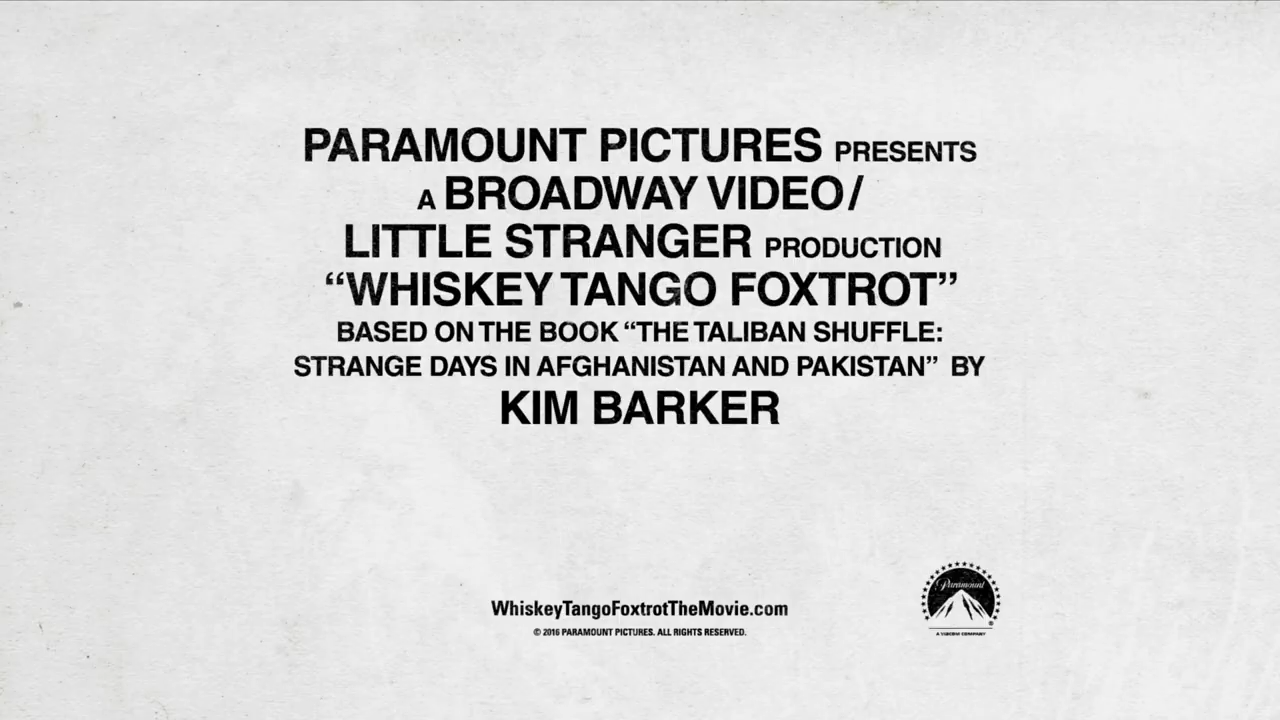 PARAMOUNT PICTURES PRESENTS
A BROADWAY VIDEO/
LITTLE STRANGER PRODUCTION
“WHISKEY TANGO FOXTROT”
BASED ON THE BOOK “THE TALIBAN SHUFFLE:
STRANGE DAYS IN AFGHANISTAN AND PAKISTAN” BY
KIM BARKER
Paramount
®
A VIACOM COMPANY
WhiskeyTangoFoxtrotTheMovie.com
© 2016 PARAMOUNT PICTURES. ALL RIGHTS RESERVED.